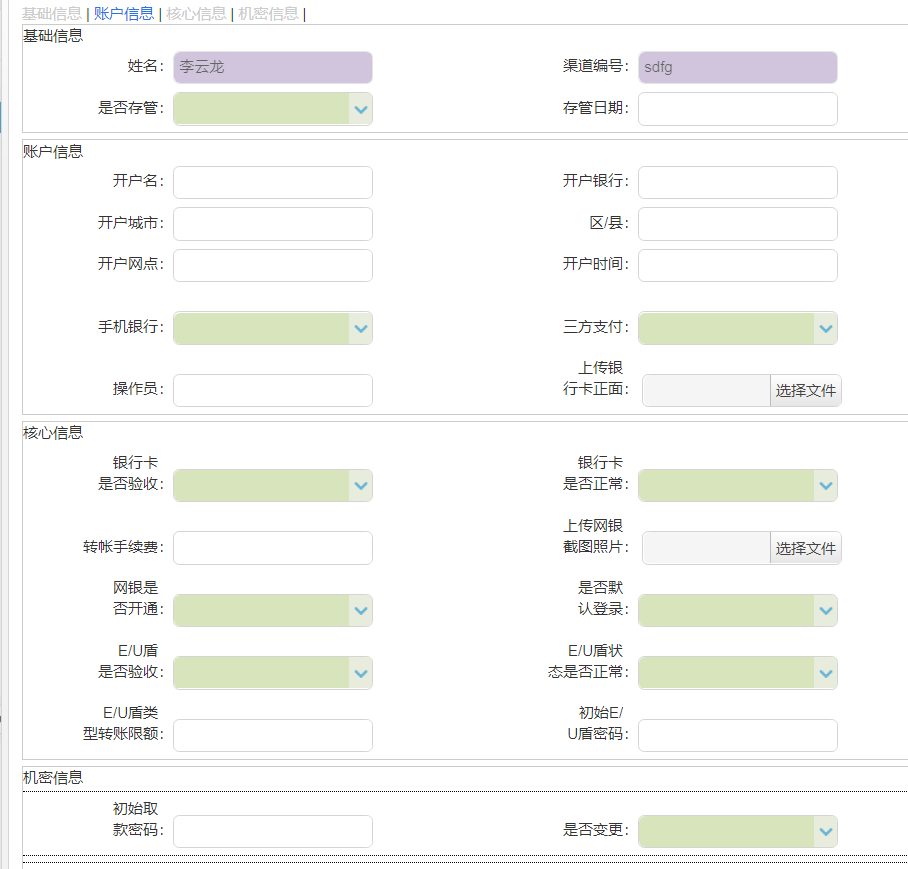 基础信息 | 账户信息 | 核心信息 | 机密信息 |
基础信息
姓名： 李云龙 渠道编号： sdfg
是否存管： 存管日期：
账户信息
开户名： 开户银行：
开户城市： 区/县：
开户网点： 开户时间：
手机银行： 三方支付：
上传银
操作员： 行卡正面： 选择文件
核心信息
银行卡 银行卡
是否验收： 是否正常：
上传网银
转帐手续费： 截图照片： 选择文件
网银是 是否默
否开通： 认登录：
E/U盾 E/U盾状
是否验收： 态是否正常：
E/U盾类 初始E/
型转账限额： U盾密码：
机密信息
初始取
款密码： 是否变更：